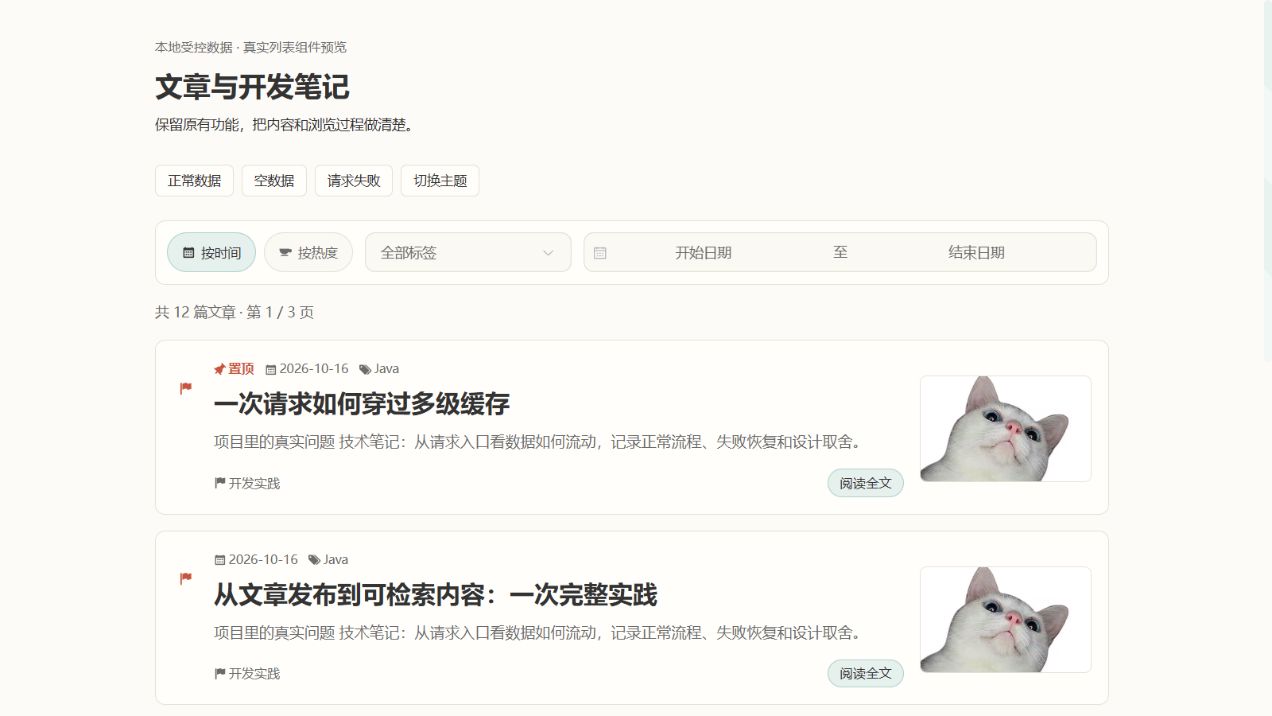 本地受控数据 · 真实列表组件预览
文章与开发笔记
保留原有功能，把内容和浏览过程做清楚。
正常数据 空数据 请求失败 切换主题
按时间 按热度 全部标签 开始日期 至 结束日期
共 12 篇文章 · 第 1 / 3 页
置顶 2026-10-16 Java
一次请求如何穿过多级缓存
项目里的真实问题 技术笔记：从请求入口看数据如何流动，记录正常流程、失败恢复和设计取舍。
开发实践 阅读全文
2026-10-16 Java
从文章发布到可检索内容：一次完整实践
项目里的真实问题 技术笔记：从请求入口看数据如何流动，记录正常流程、失败恢复和设计取舍。
开发实践 阅读全文